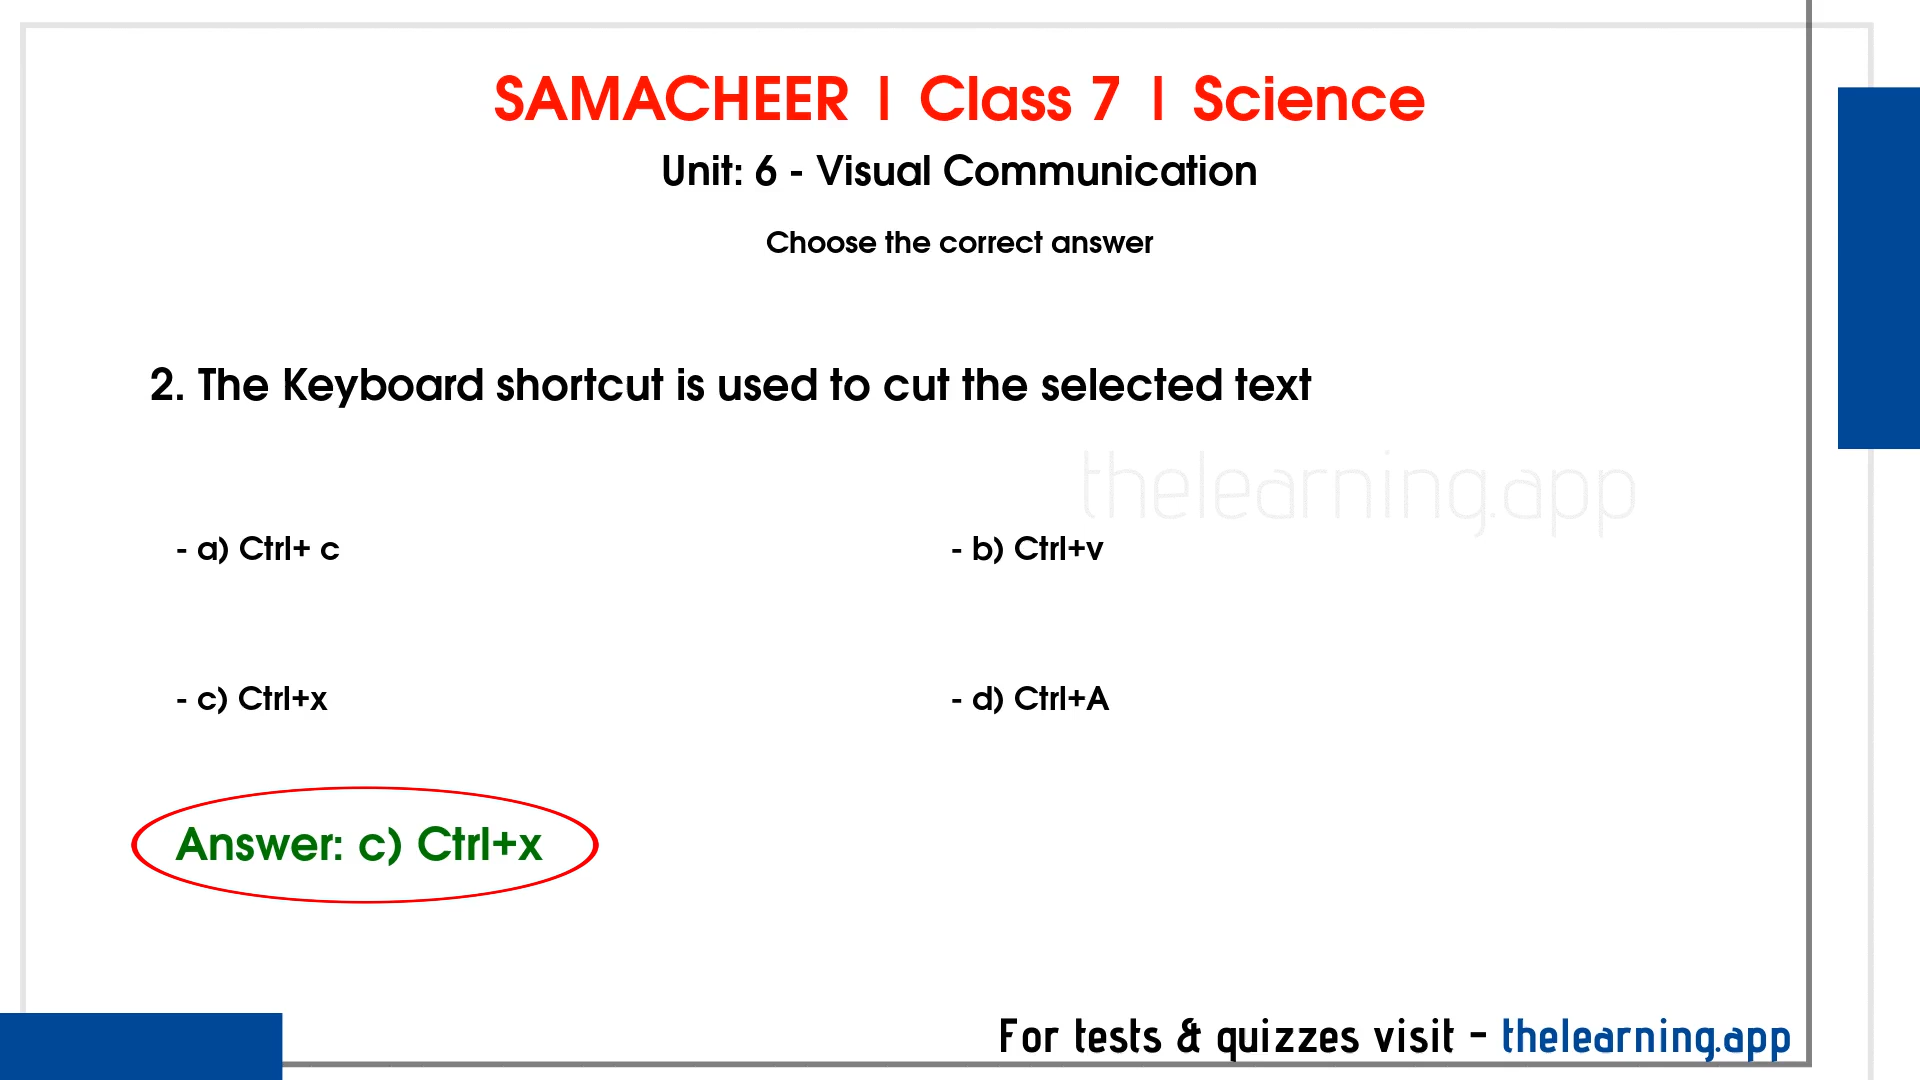 SAMACHEER | Class 7 | Science
Unit: 6 - Visual Communication
Choose the correct answer
2. The Keyboard shortcut is used to cut the selected text
thelearning.app
- a) Ctrl+ c
- b) Ctrl+v
- c) Ctrl+x
- d) Ctrl+A
Answer: c) Ctrl+x
For tests & quizzes visit - thelearning.app